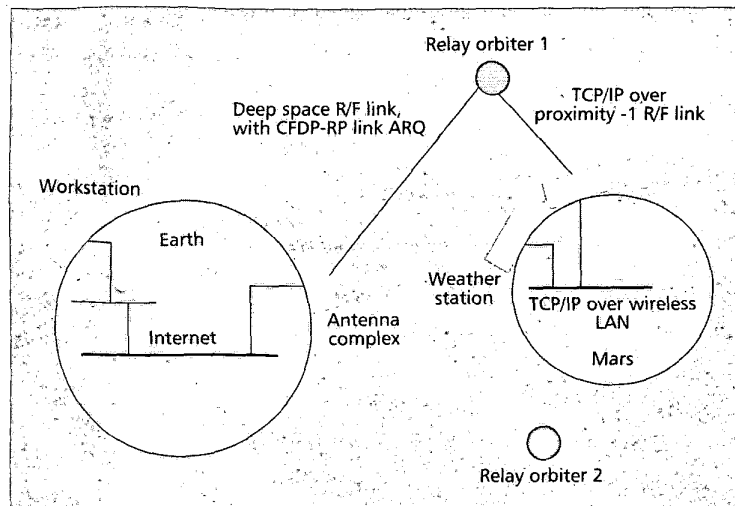 Relay orbiter 1
Deep space R/F link,
with CFDP-RP link ARQ
TCP/IP over
proximity -1 R/F link
Workstation
Earth
Internet
Antenna
complex
Weather
station
TCP/IP over wireless
LAN
Mars
Relay orbiter 2